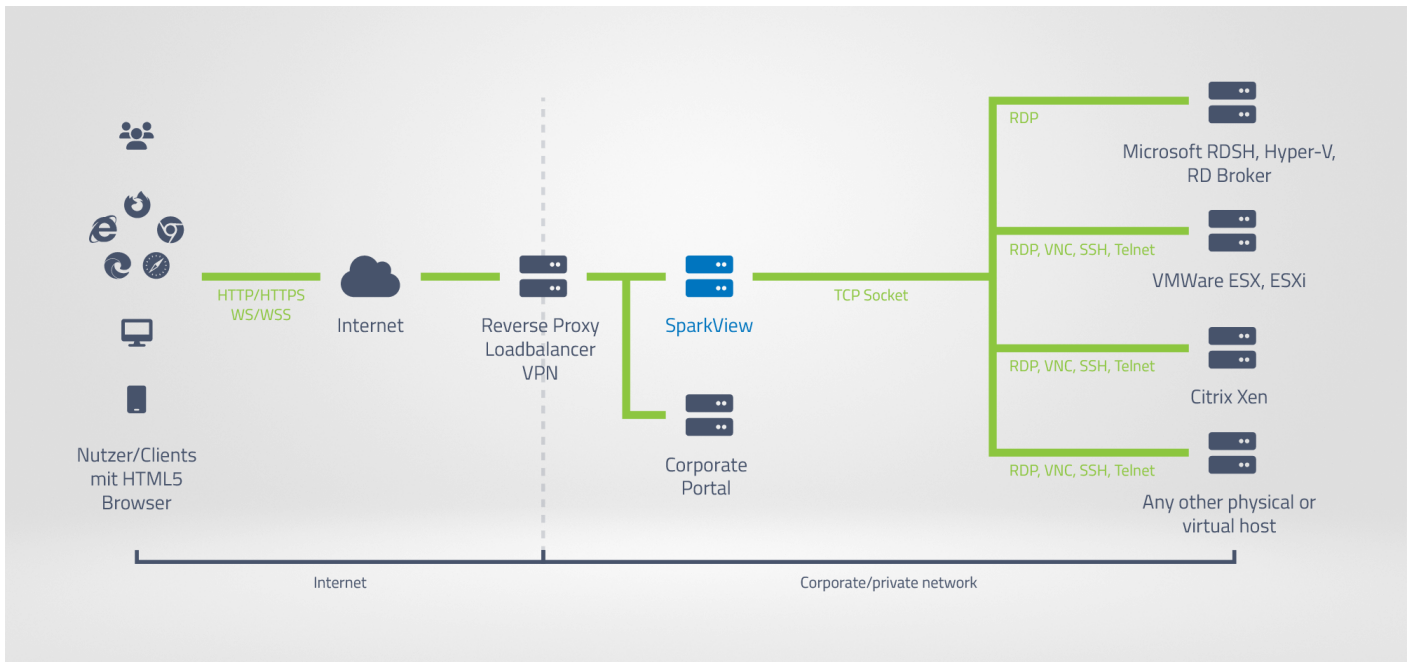 Nutzer/Clients
mit HTML5
Browser
HTTP/HTTPS
WS/WSS
Internet
Reverse Proxy
Loadbalancer
VPN
SparkView
Corporate
Portal
TCP Socket
RDP
Microsoft RDSH, Hyper-V,
RD Broker
RDP, VNC, SSH, Telnet
VMWare ESX, ESXi
RDP, VNC, SSH, Telnet
Citrix Xen
RDP, VNC, SSH, Telnet
Any other physical or
virtual host
Internet
Corporate/private network